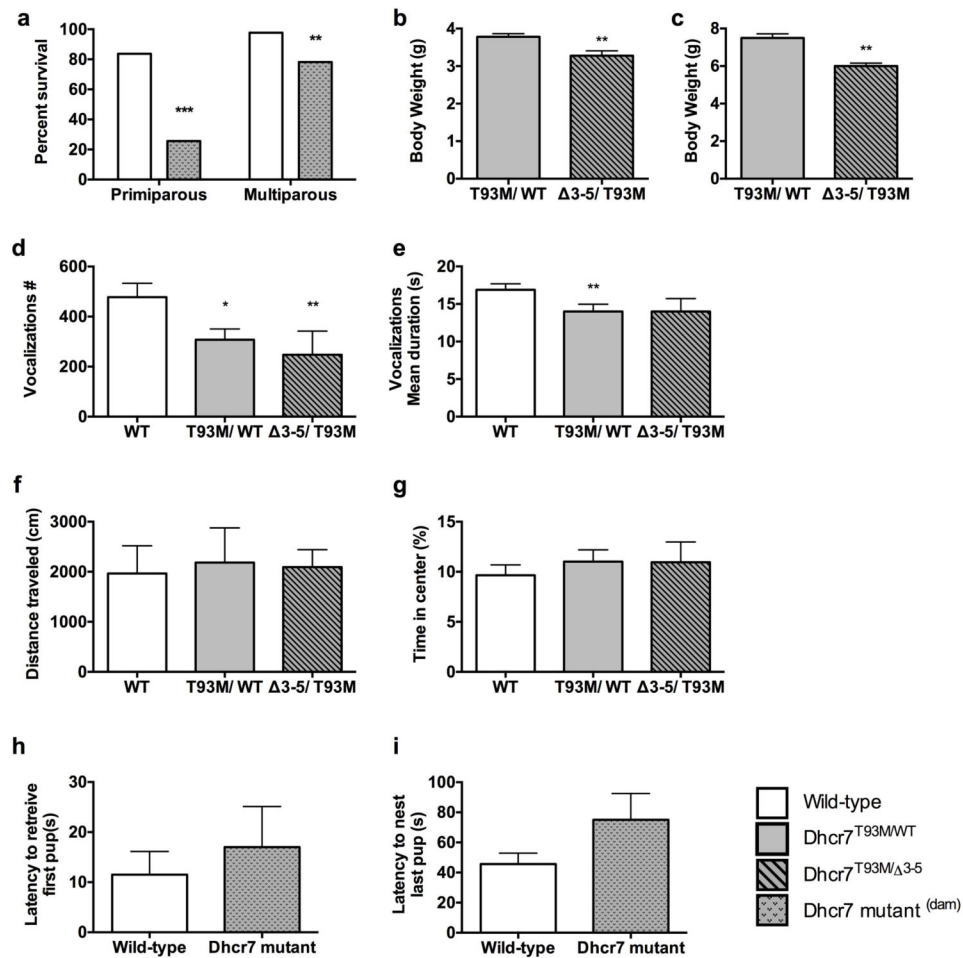 a
Percent survival
100
80
60
40
20
0
***
**
Primiparous
Multiparous
b
Body Weight (g)
4
3
2
1
0
**
T93M/ WT
Δ3-5/ T93M
c
Body Weight (g)
8
6
4
2
0
**
T93M/ WT
Δ3-5/ T93M
d
Vocalizations #
600
400
200
0
*
**
WT
T93M/ WT
Δ3-5/ T93M
e
Vocalizations
Mean duration (s)
20
15
10
5
0
**
WT
T93M/ WT
Δ3-5/ T93M
f
Distance traveled (cm)
3000
2000
1000
0
WT
T93M/ WT
Δ3-5/ T93M
g
Time in center (%)
15
10
5
0
WT
T93M/ WT
Δ3-5/ T93M
h
Latency to retreive
first pup(s)
30
20
10
0
Wild-type
Dhcr7 mutant
i
Latency to nest
last pup (s)
100
80
60
40
20
0
Wild-type
Dhcr7 mutant
Wild-type
Dhcr7T93M/WT
Dhcr7T93M/Δ3-5
Dhcr7 mutant (dam)